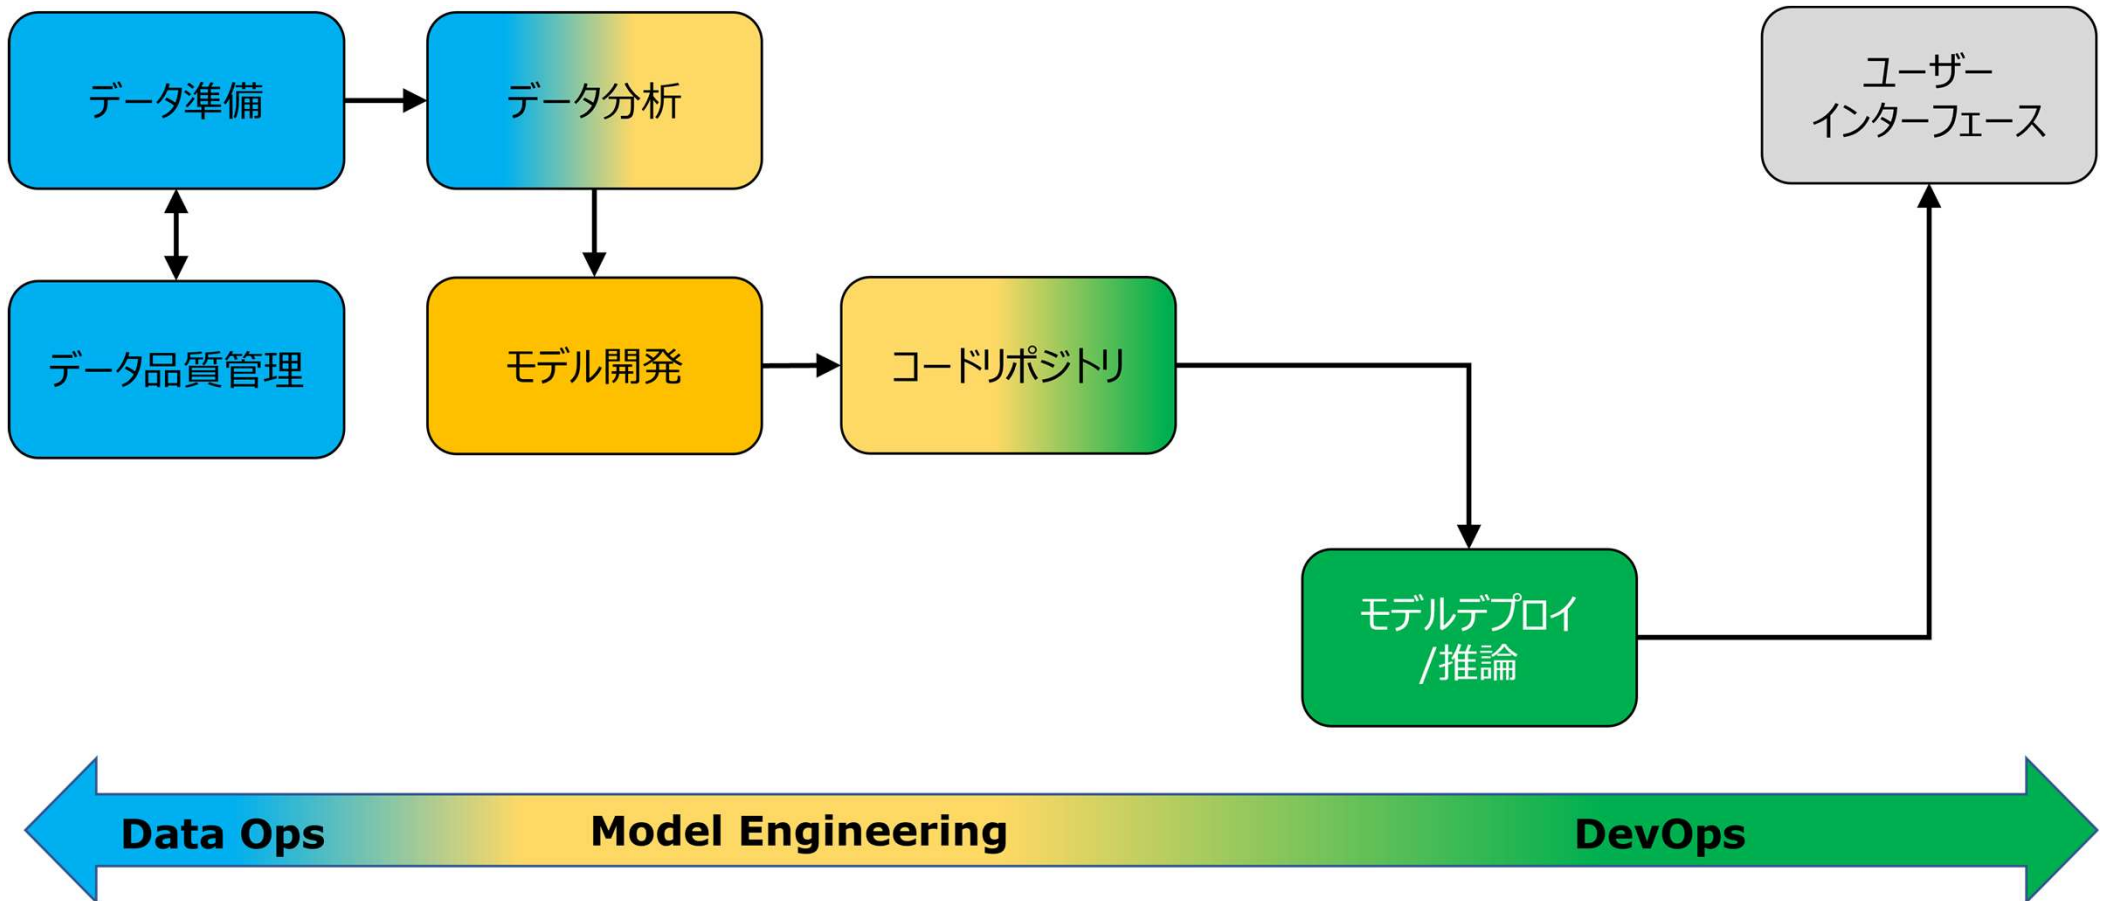 データ準備
データ分析
ユーザー
インターフェース
データ品質管理
モデル開発
コードリポジトリ
モデルデプロイ
/推論
Data Ops
Model Engineering
DevOps